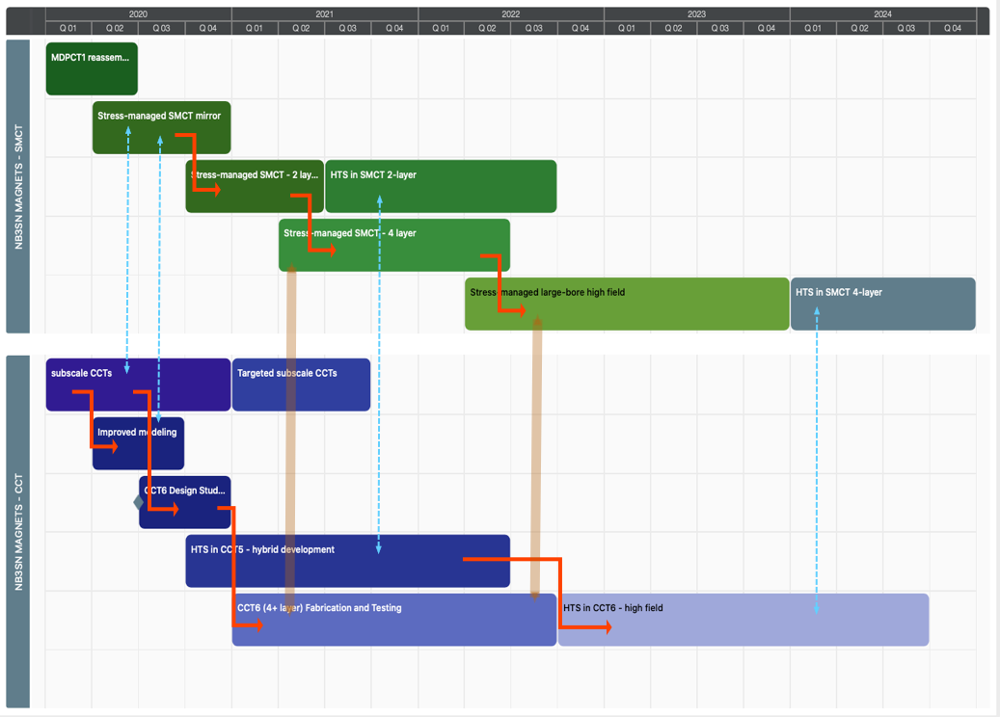 2020 2021 2022 2023 2024
Q 01 Q 02 Q 03 Q 04 Q 01 Q 02 Q 03 Q 04 Q 01 Q 02 Q 03 Q 01 Q 02 Q 03 Q 04 Q 01 Q 02 Q 03 Q 04
NB3SN MAGNETS - SMCT
MDPCT1 reassem...
Stress-managed SMCT mirror
Stress-managed SMCT - 2 lay...
HTS in SMCT 2-layer
Stress-managed SMCT - 4 layer
Stress-managed large-bore high field
HTS in SMCT 4-layer
NB3SN MAGNETS - CCT
subscale CCTs
Targeted subscale CCTs
Improved modeling
CCT6 Design Stud...
HTS in CCT5 - hybrid development
CCT6 (4+ layer) Fabrication and Testing
HTS in CCT6 - high field